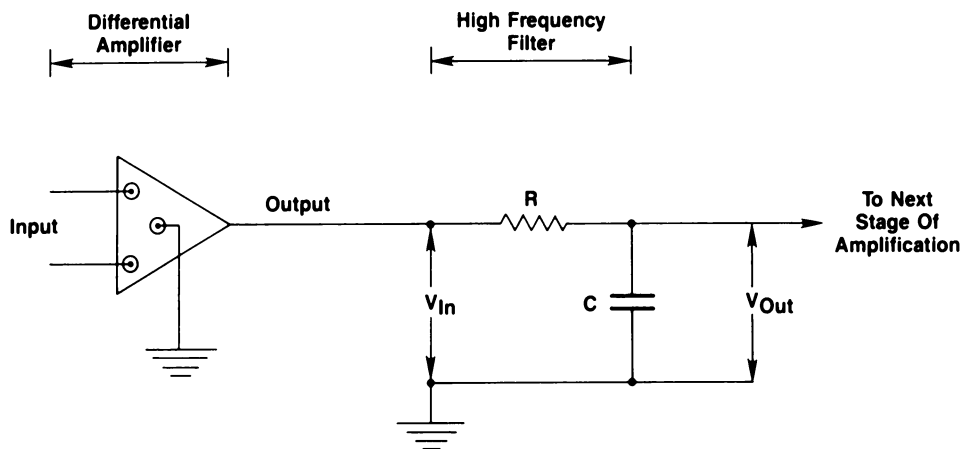 Differential
Amplifier
High Frequency
Filter
Input
Output
R
To Next
Stage Of
Amplification
VIn
C
VOut